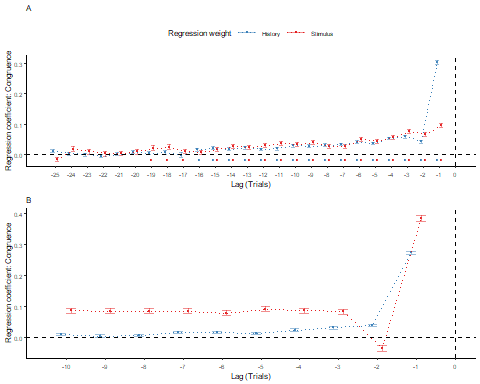 A
Regression weight History Stimulus
Regression coefficient: Congruence
0.3
0.2
0.1
0.0
-25 -24 -23 -22 -21 -20 -19 -18 -17 -16 -15 -14 -13 -12 -11 -10 -9 -8 -7 -6 -5 -4 -3 -2 -1 0
Lag (Trials)
B
Regression coefficient: Congruence
0.4
0.3
0.2
0.1
0.0
-10 -9 -8 -7 -6 -5 -4 -3 -2 -1 0
Lag (Trials)